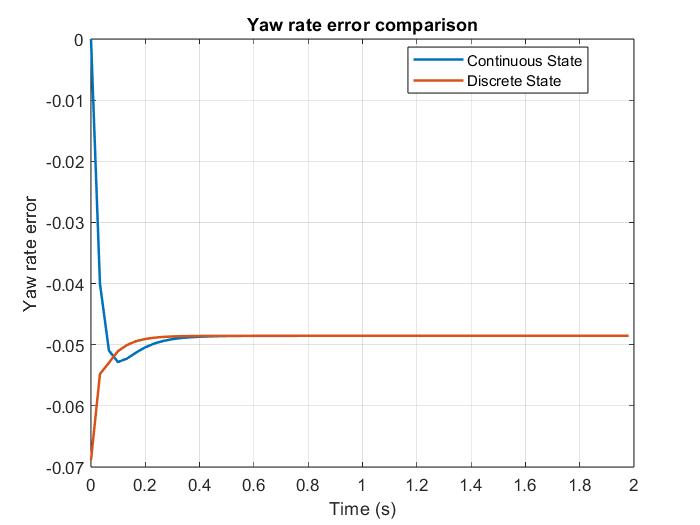 Yaw rate error comparison
Continuous State
Discrete State
0
-0.01
-0.02
-0.03
-0.04
-0.05
-0.06
-0.07
Yaw rate error
0 0.2 0.4 0.6 0.8 1 1.2 1.4 1.6 1.8 2
Time (s)